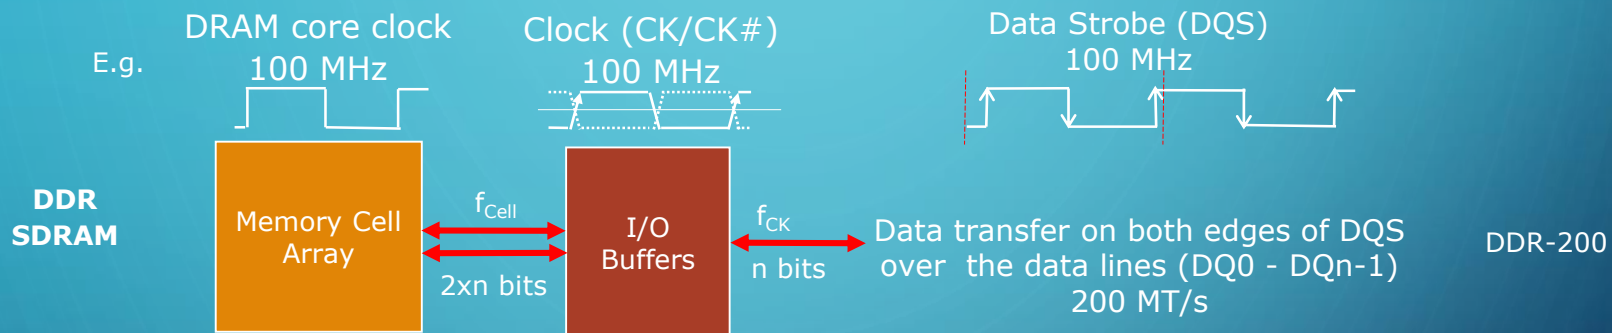 E.g.
DRAM core clock
100 MHz
Clock (CK/CK#)
100 MHz
Data Strobe (DQS)
100 MHz
DDR
SDRAM
Memory Cell
Array
fCell
2xn bits
I/O
Buffers
fCK
n bits
Data transfer on both edges of DQS
over the data lines (DQ0 - DQn-1)
200 MT/s
DDR-200